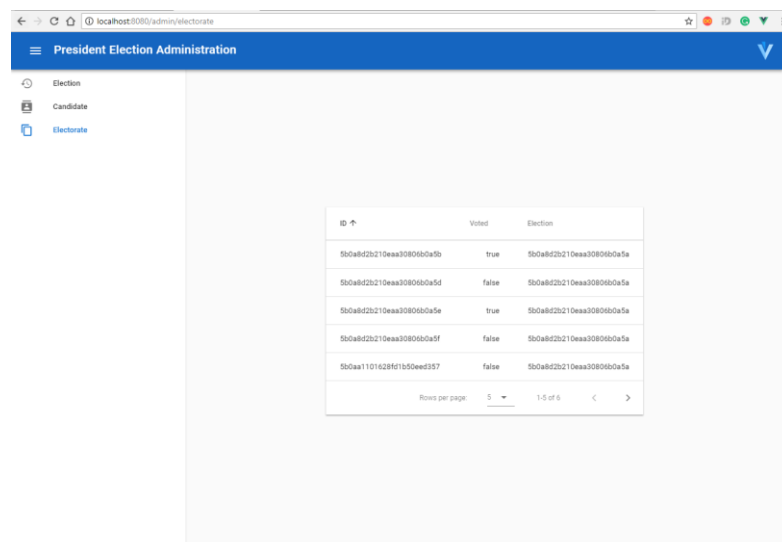 localhost:8080/admin/electorate
President Election Administration
Election
Candidate
Electorate
ID Voted Election
5b0a8d2b210eaa30806b0a5b true 5b0a8d2b210eaa30806b0a5a
5b0a8d2b210eaa30806b0a5d false 5b0a8d2b210eaa30806b0a5a
5b0a8d2b210eaa30806b0a5e true 5b0a8d2b210eaa30806b0a5a
5b0a8d2b210eaa30806b0a5f false 5b0a8d2b210eaa30806b0a5a
5b0aa1101628fd1b50eed357 false 5b0a8d2b210eaa30806b0a5a
Rows per page: 5 1-5 of 6